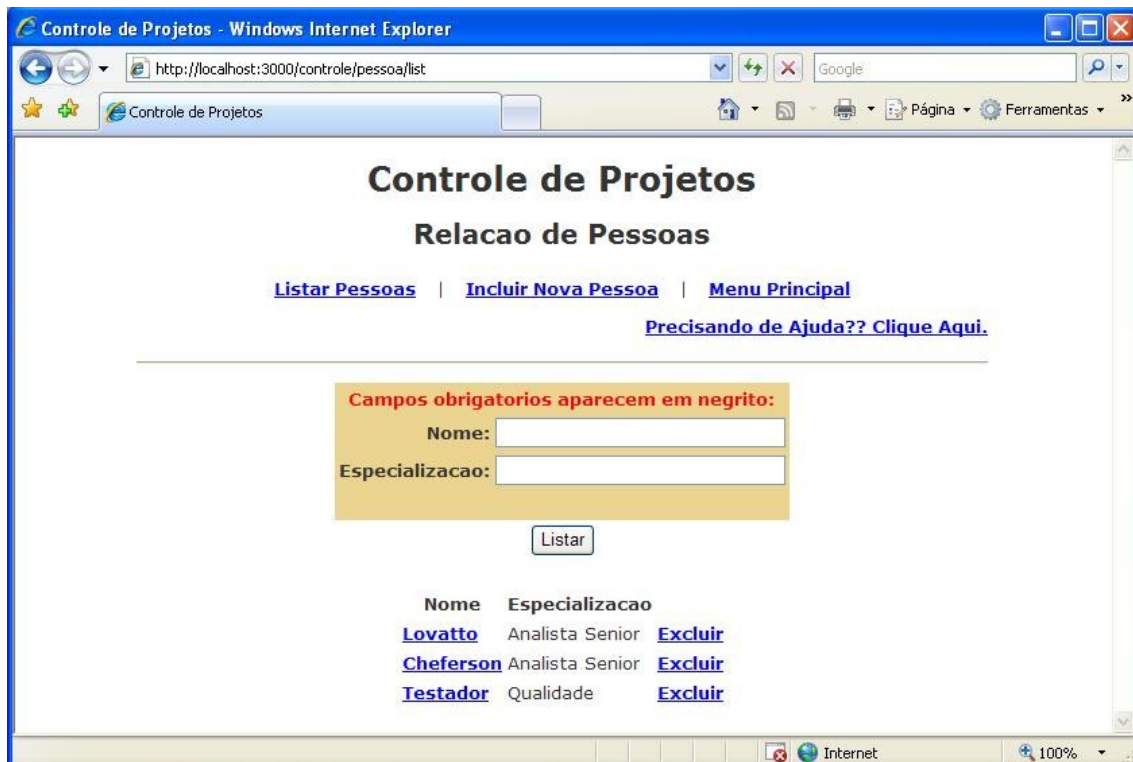 Controle de Projetos - Windows Internet Explorer
http://localhost:3000/controle/pessoa/list
Google
Controle de Projetos
Página
Ferramentas
»
Controle de Projetos
Relacao de Pessoas
Listar Pessoas | Incluir Nova Pessoa | Menu Principal
Precisando de Ajuda?? Clique Aqui.
Campos obrigatorios aparecem em negrito:
Nome:
Especializacao:
Listar
Nome Especializacao
Lovatto Analista Senior Excluir
Cheferson Analista Senior Excluir
Testador Qualidade Excluir
Internet 100%